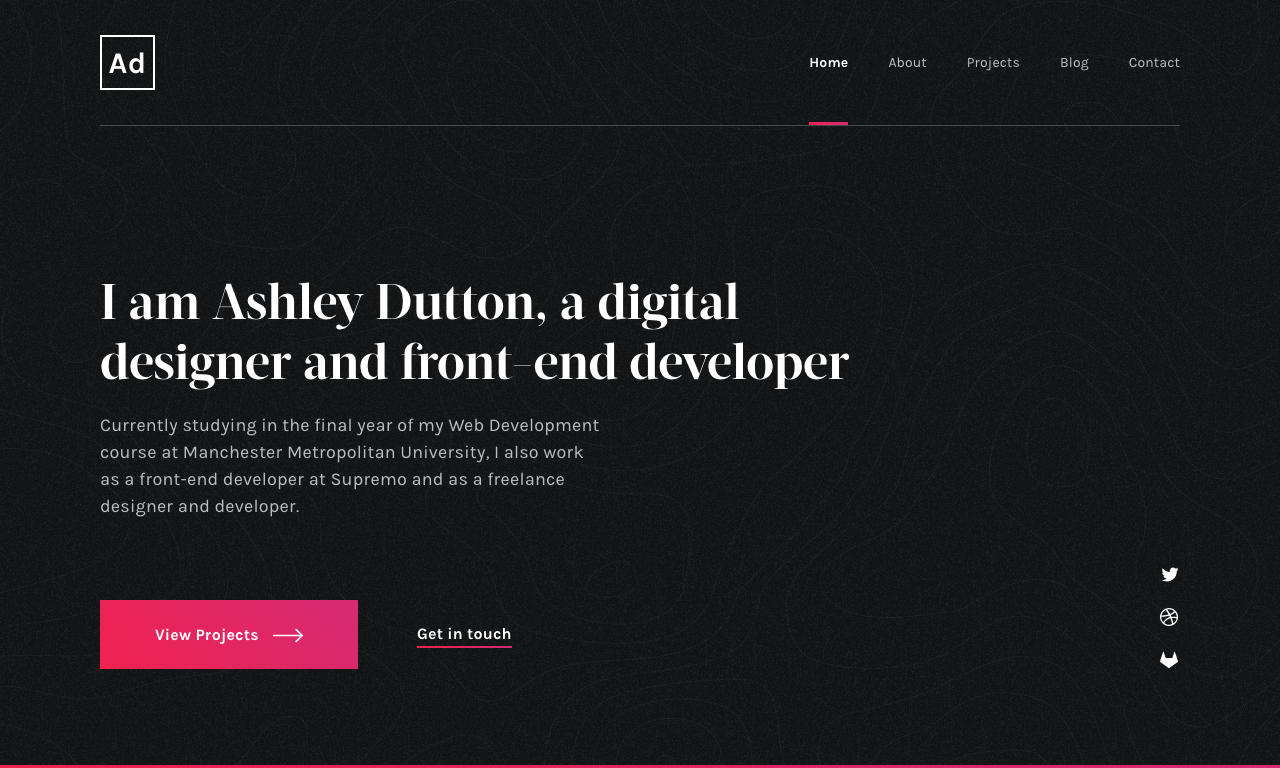 Ad
Home About Projects Blog Contact
I am Ashley Dutton, a digital
designer and front-end developer
Currently studying in the final year of my Web Development
course at Manchester Metropolitan University, I also work
as a front-end developer at Supremo and as a freelance
designer and developer.
View Projects
Get in touch